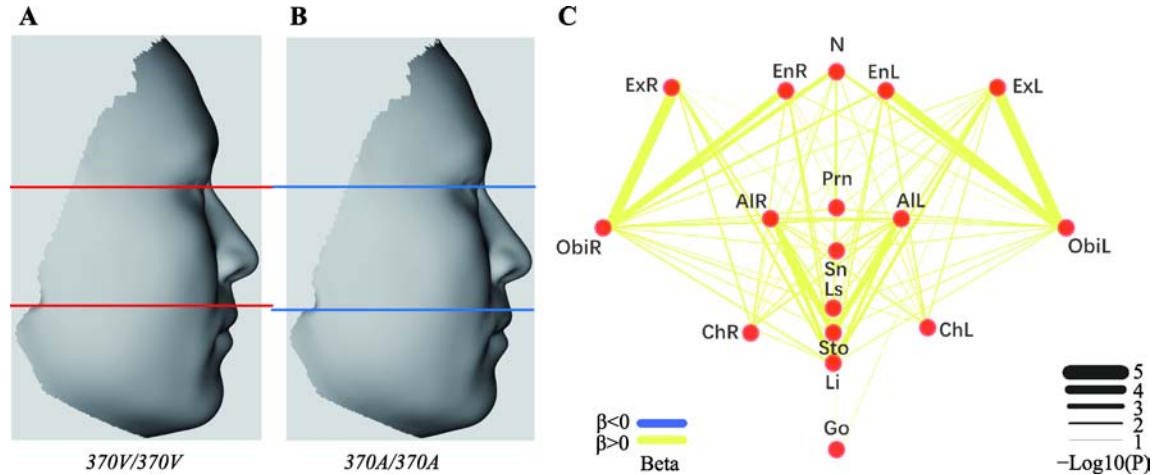 A
B
C
N
EnR
EnL
ExR
ExL
Prn
AlR
AlL
ObiR
ObiL
Sn
Ls
ChR
ChL
Sto
Li
Go
β<0
β>0
Beta
5
4
3
2
1
−Log10(P)
370V/370V
370A/370A